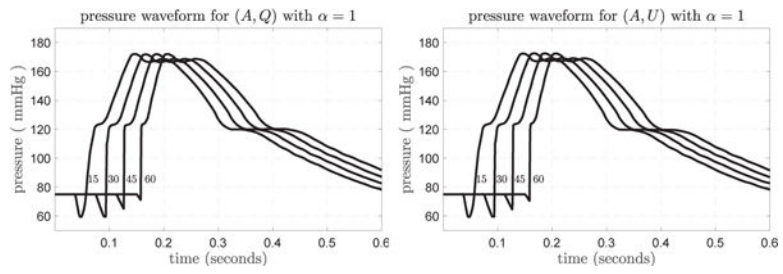 pressure waveform for (A, Q) with α = 1
pressure ( mmHg)
180
160
140
120
100
80
60
15 30 45 60
0.1 0.2 0.3 0.4 0.5 0.6
time (seconds)
pressure waveform for (A, U) with α = 1
pressure ( mmHg)
180
160
140
120
100
80
60
15 30 45 60
0.1 0.2 0.3 0.4 0.5 0.6
time (seconds)